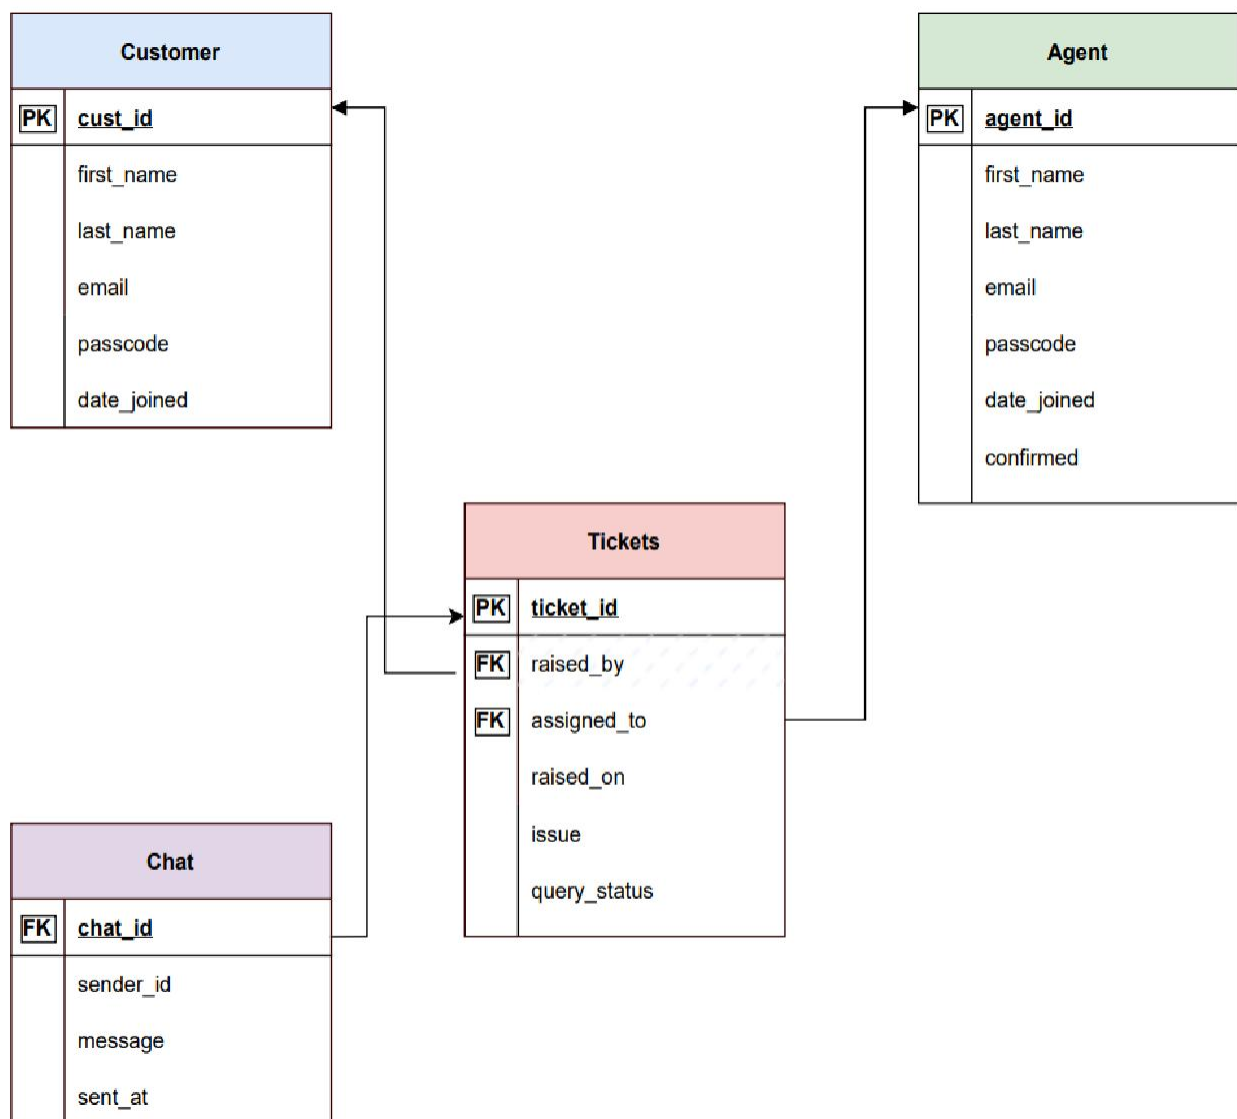 Customer
PK cust_id
first_name
last_name
email
passcode
date_joined
Agent
PK agent_id
first_name
last_name
email
passcode
date_joined
confirmed
Tickets
PK ticket_id
FK raised_by
FK assigned_to
raised_on
issue
query_status
Chat
FK chat_id
sender_id
message
sent_at